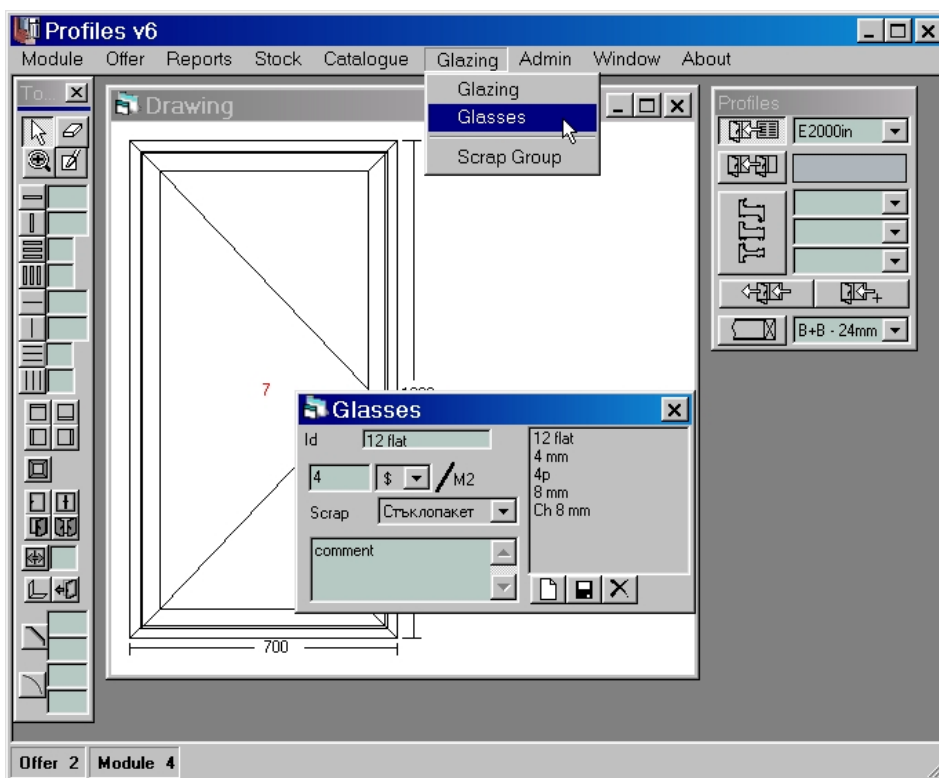 Profiles v6
Module Offer Reports Stock Catalogue Glazing Admin Window About
Glazing
Glasses
Scrap Group
To...
Drawing
7
700
Profiles
E2000in
B+B - 24mm
Glasses
Id 12 flat
4 $ / M2
Scrap Стъклопакет
comment
12 flat
4 mm
4p
8 mm
Ch 8 mm
Offer 2 Module 4